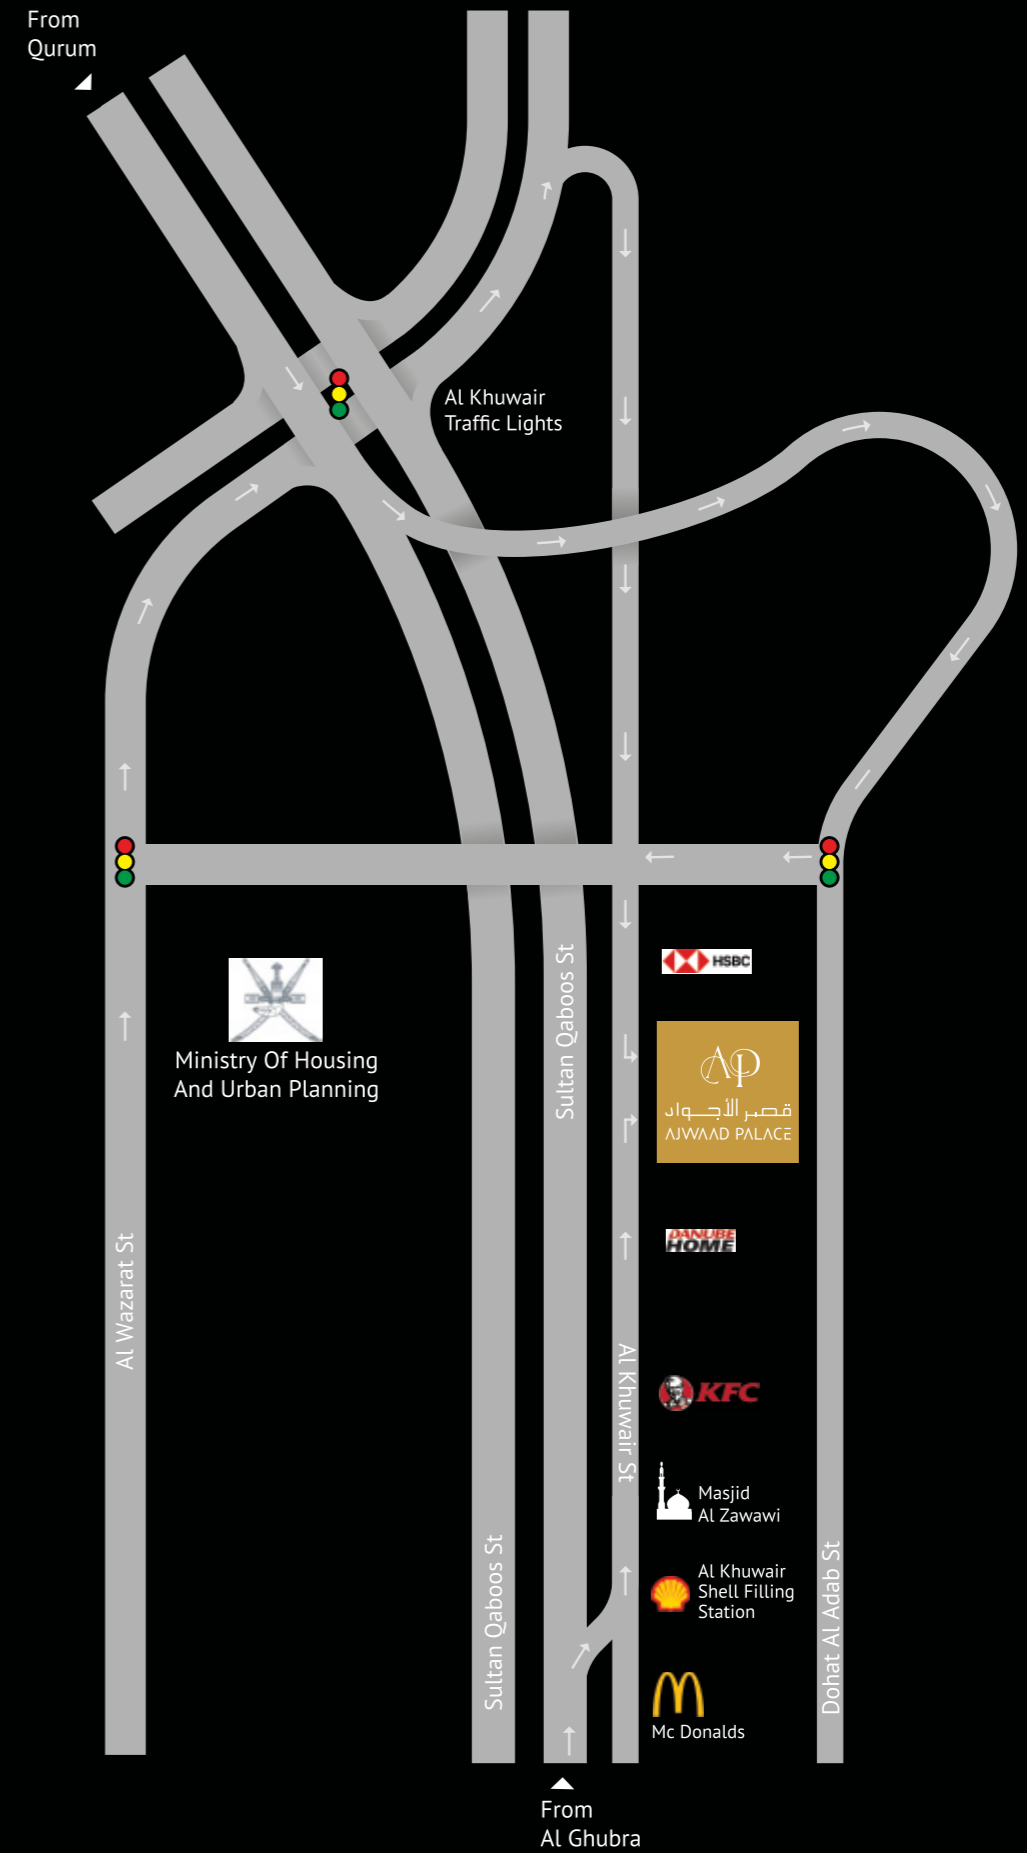 From
Qurum
Al Khuwair
Traffic Lights
HSBC
Sultan Qaboos St
Ministry Of Housing
And Urban Planning
AP
قصر الأجواد
AJWAAD PALACE
DANUBE
HOME
Al Wazarat St
Al Khuwair St
KFC
Masjid
Al Zawawi
Sultan Qaboos St
Al Khuwair
Shell Filling
Station
Dohat Al Adab St
Mc Donalds
From
Al Ghubra